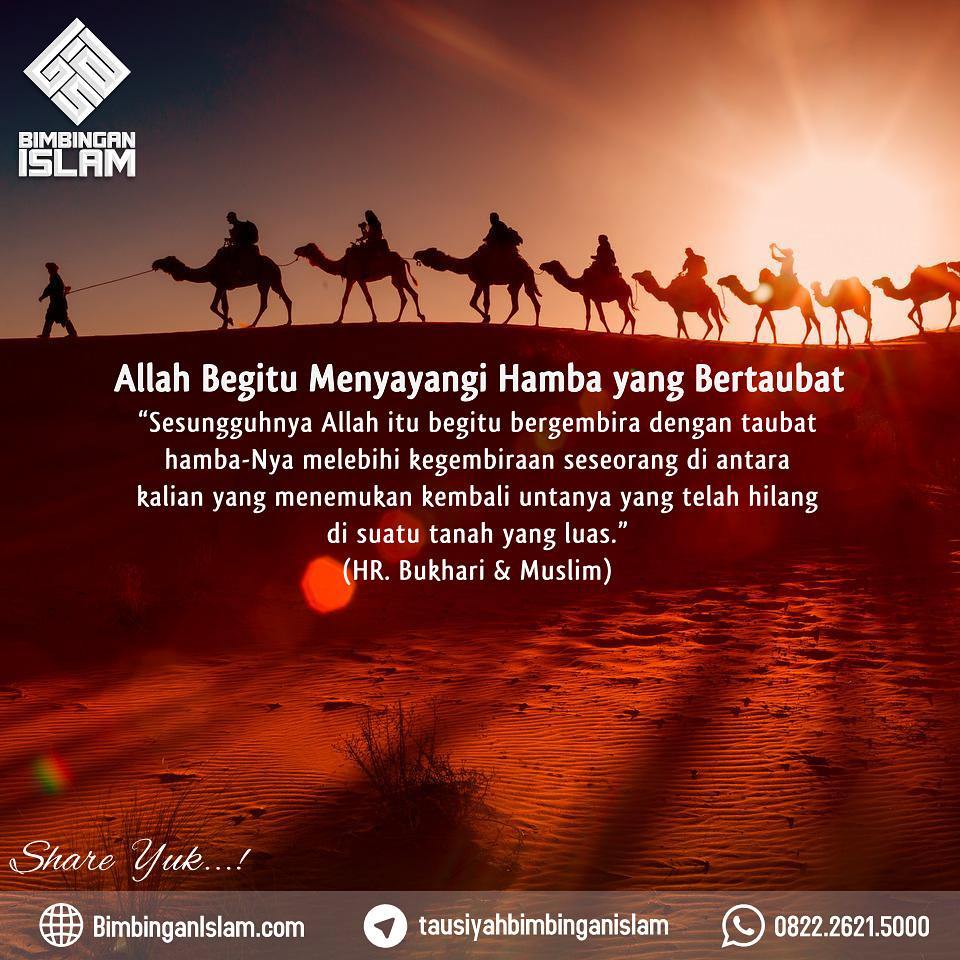 BIMBINGAN
ISLAM
Allah Begitu Menyayangi Hamba yang Bertaubat
“Sesungguhnya Allah itu begitu bergembira dengan taubat
hamba-Nya melebihi kegembiraan seseorang di antara
kalian yang menemukan kembali untanya yang telah hilang
di suatu tanah yang luas.”
(HR. Bukhari & Muslim)
Share Yuk...!
BimbinganIslam.com
tausiyahbimbinganislam
0822.2621.5000